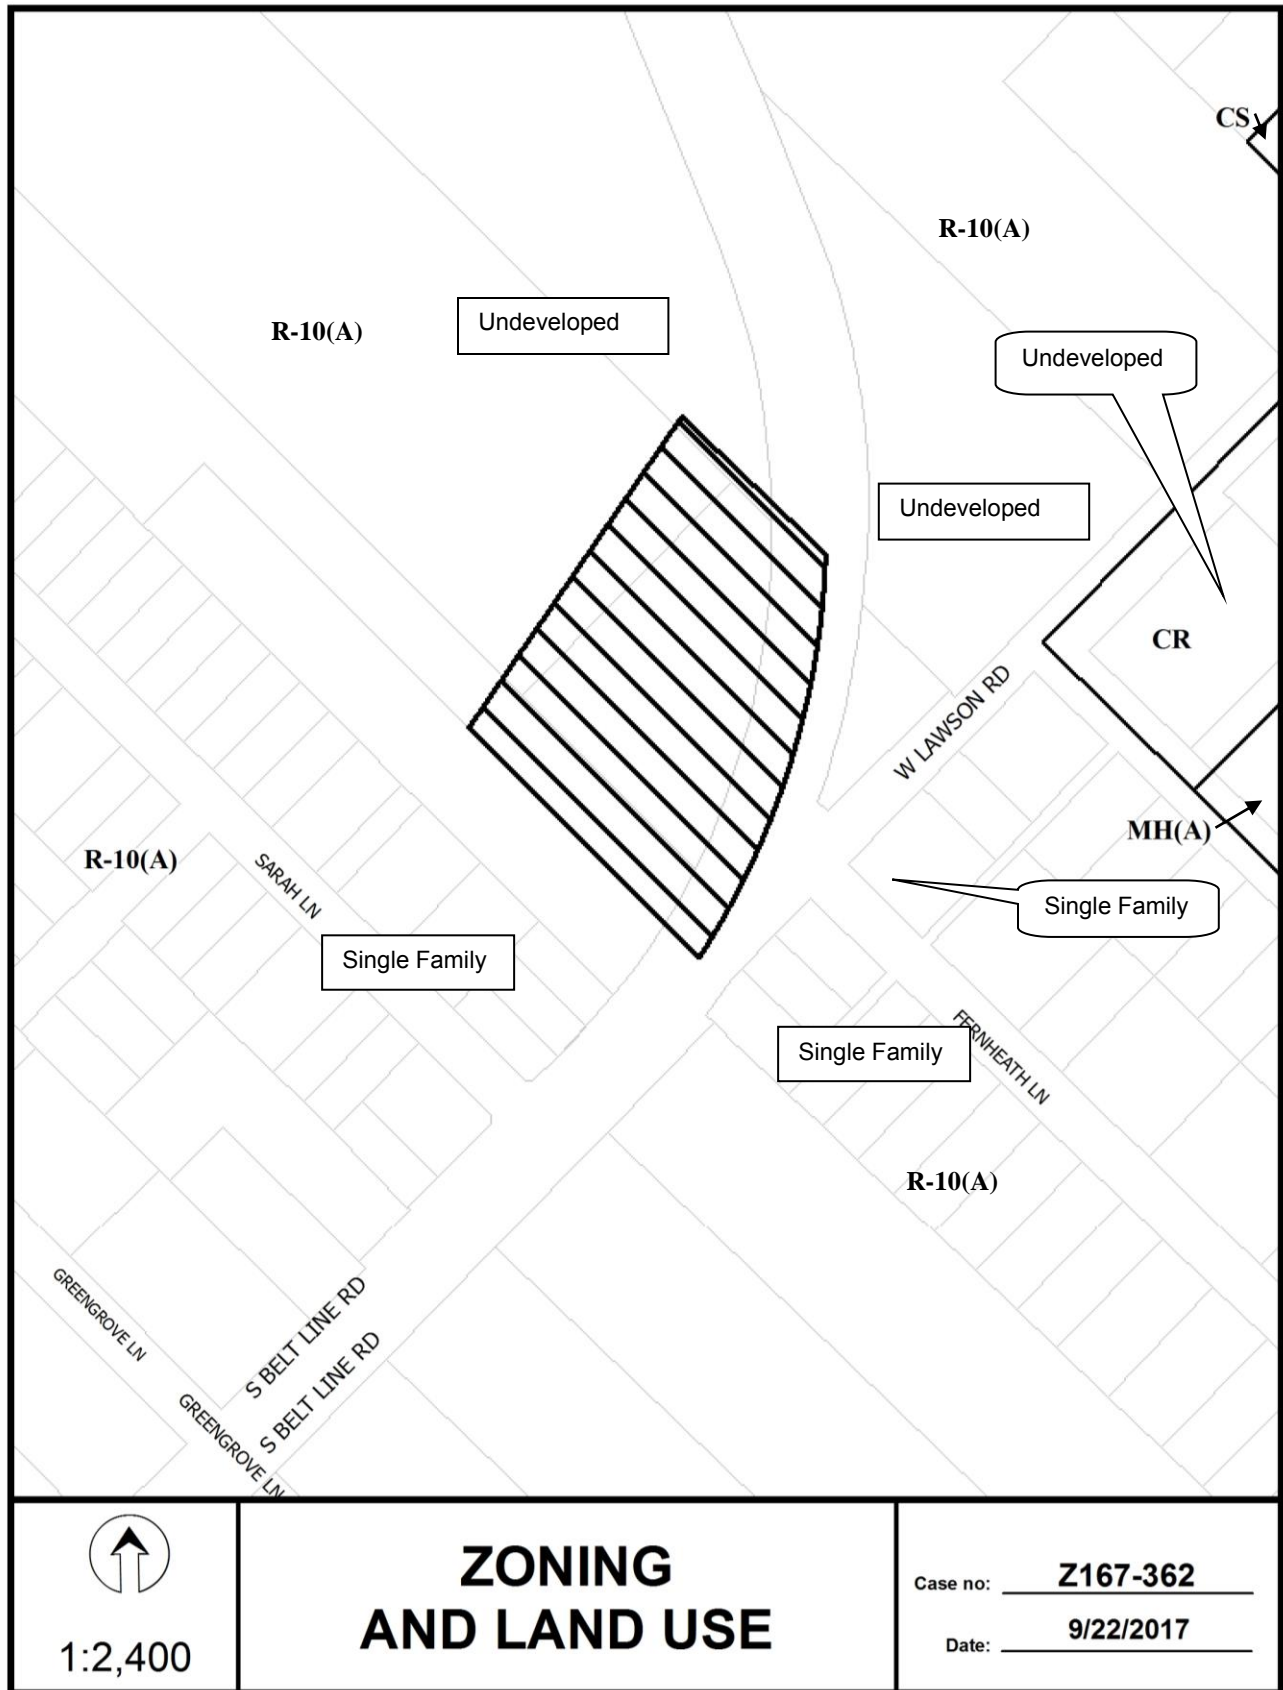 CS
R-10(A)
R-10(A)
Undeveloped
Undeveloped
Undeveloped
CR
W LAWSON RD
MH(A)
R-10(A)
SARAH LN
Single Family
Single Family
Single Family
FERNHEATH LN
R-10(A)
GREENGROVE LN
S BELT LINE RD
S BELT LINE RD
GREENGROVE LN
1:2,400
ZONING
AND LAND USE
Case no: Z167-362
Date: 9/22/2017